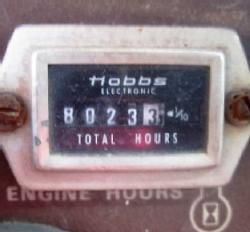 Hobbs
ELECTRONIC
80233 ◄1/10
TOTAL HOURS
ENGINE HOURS